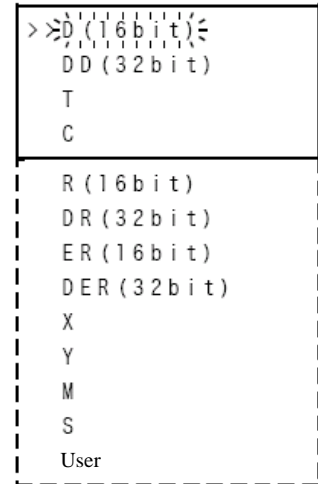 >>D(16bit)
DD(32bit)
T
C
R(16bit)
DR(32bit)
ER(16bit)
DER(32bit)
X
Y
M
S
User